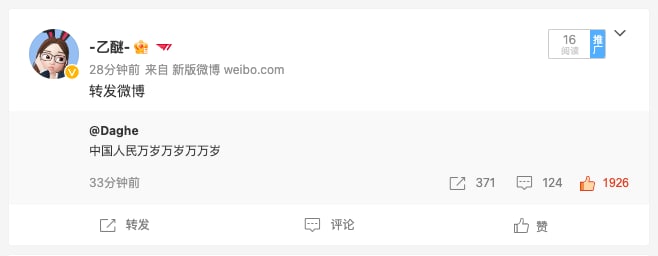 -乙醚-
16
阅读
推广
28分钟前 来自 新版微博 weibo.com
转发微博
@Daghe
中国人民万岁万岁万万岁
33分钟前
371
124
1926
转发
评论
赞